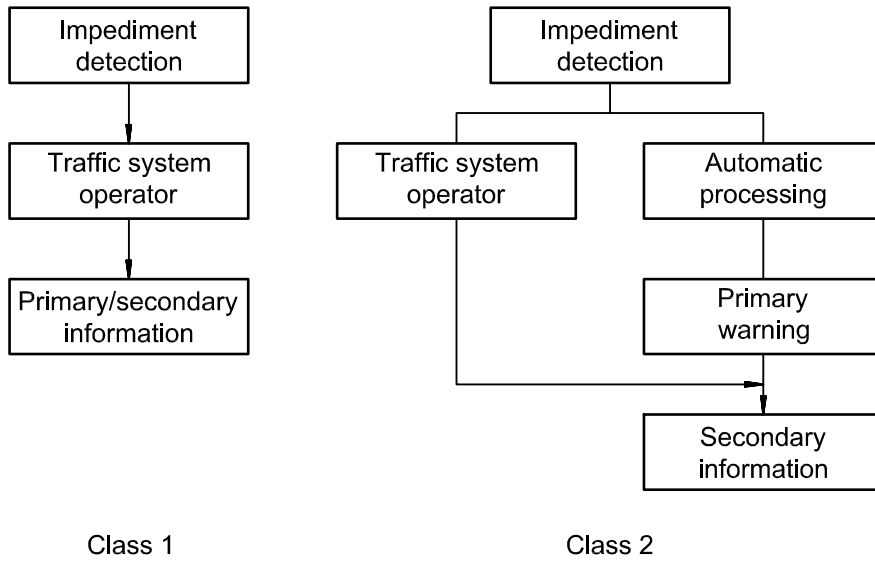 Impediment
detection
Traffic system
operator
Primary/secondary
information
Class 1
Impediment
detection
Traffic system
operator
Automatic
processing
Primary
warning
Secondary
information
Class 2